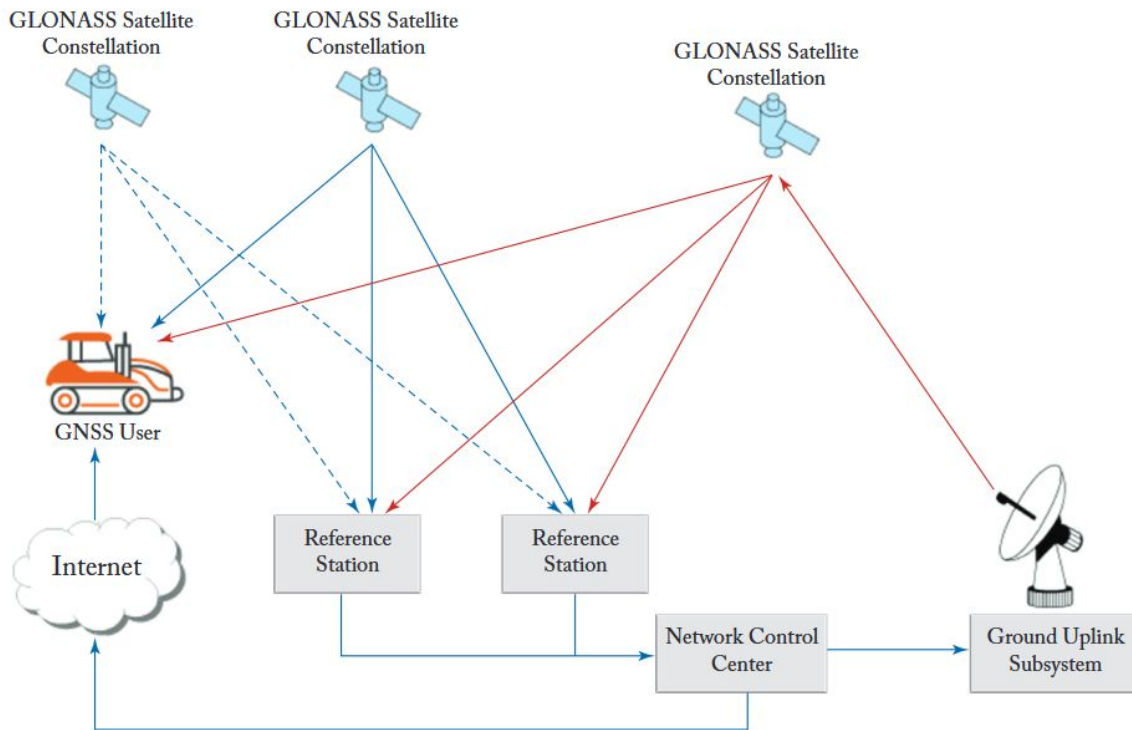 GLONASS Satellite
Constellation
GLONASS Satellite
Constellation
GLONASS Satellite
Constellation
GNSS User
Internet
Reference
Station
Reference
Station
Network Control
Center
Ground Uplink
Subsystem